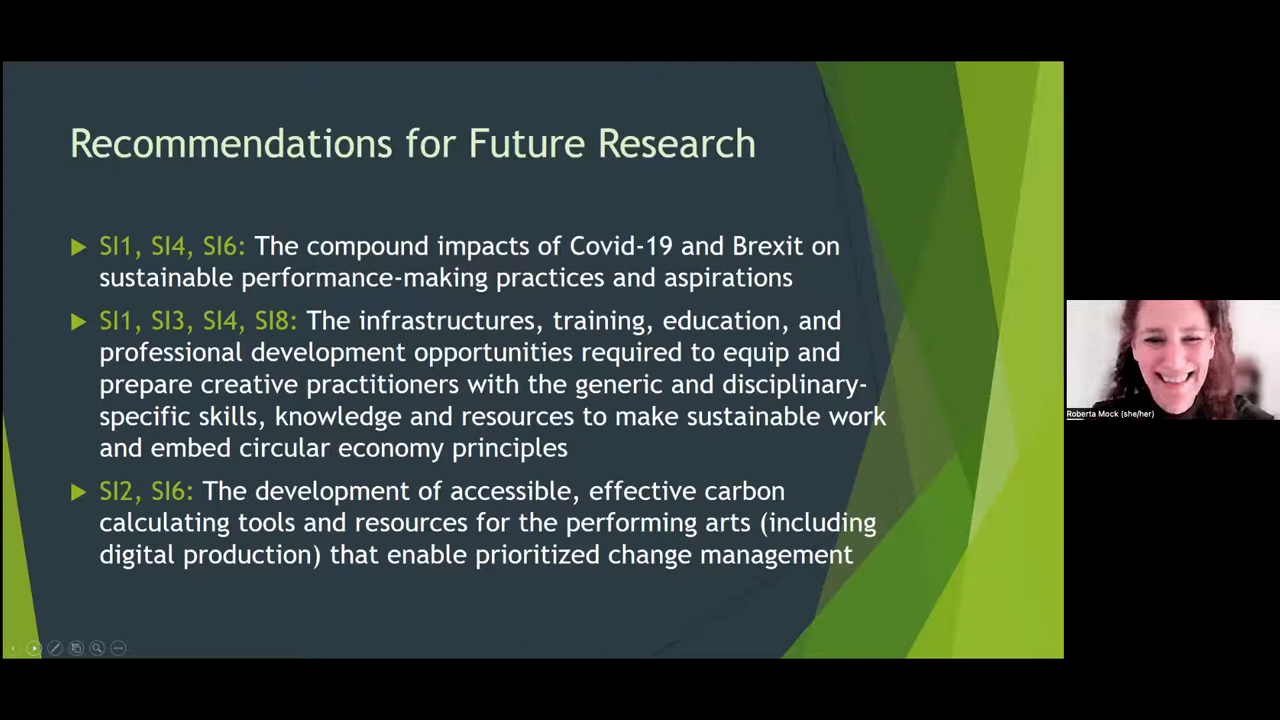 Recommendations for Future Research
SI1, SI4, SI6: The compound impacts of Covid-19 and Brexit on
sustainable performance-making practices and aspirations
SI1, SI3, SI4, SI8: The infrastructures, training, education, and
professional development opportunities required to equip and
prepare creative practitioners with the generic and disciplinary-
specific skills, knowledge and resources to make sustainable work
and embed circular economy principles
SI2, SI6: The development of accessible, effective carbon
calculating tools and resources for the performing arts (including
digital production) that enable prioritized change management
Roberta Mock (she/her)